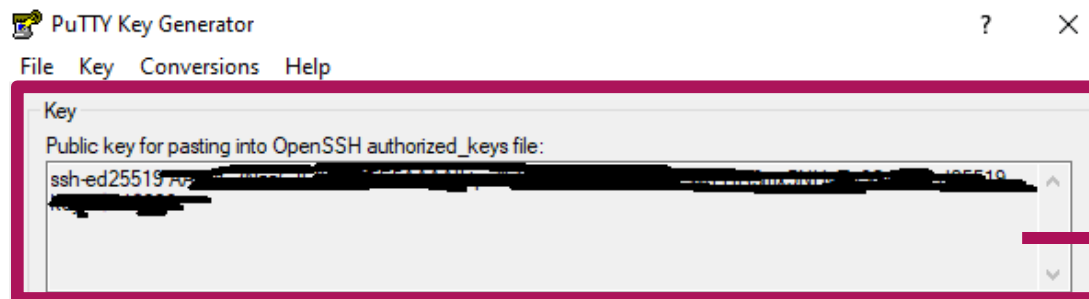 PuTTY Key Generator ?
File Key Conversions Help
Key
Public key for pasting into OpenSSH authorized_keys file:
ssh-ed25519